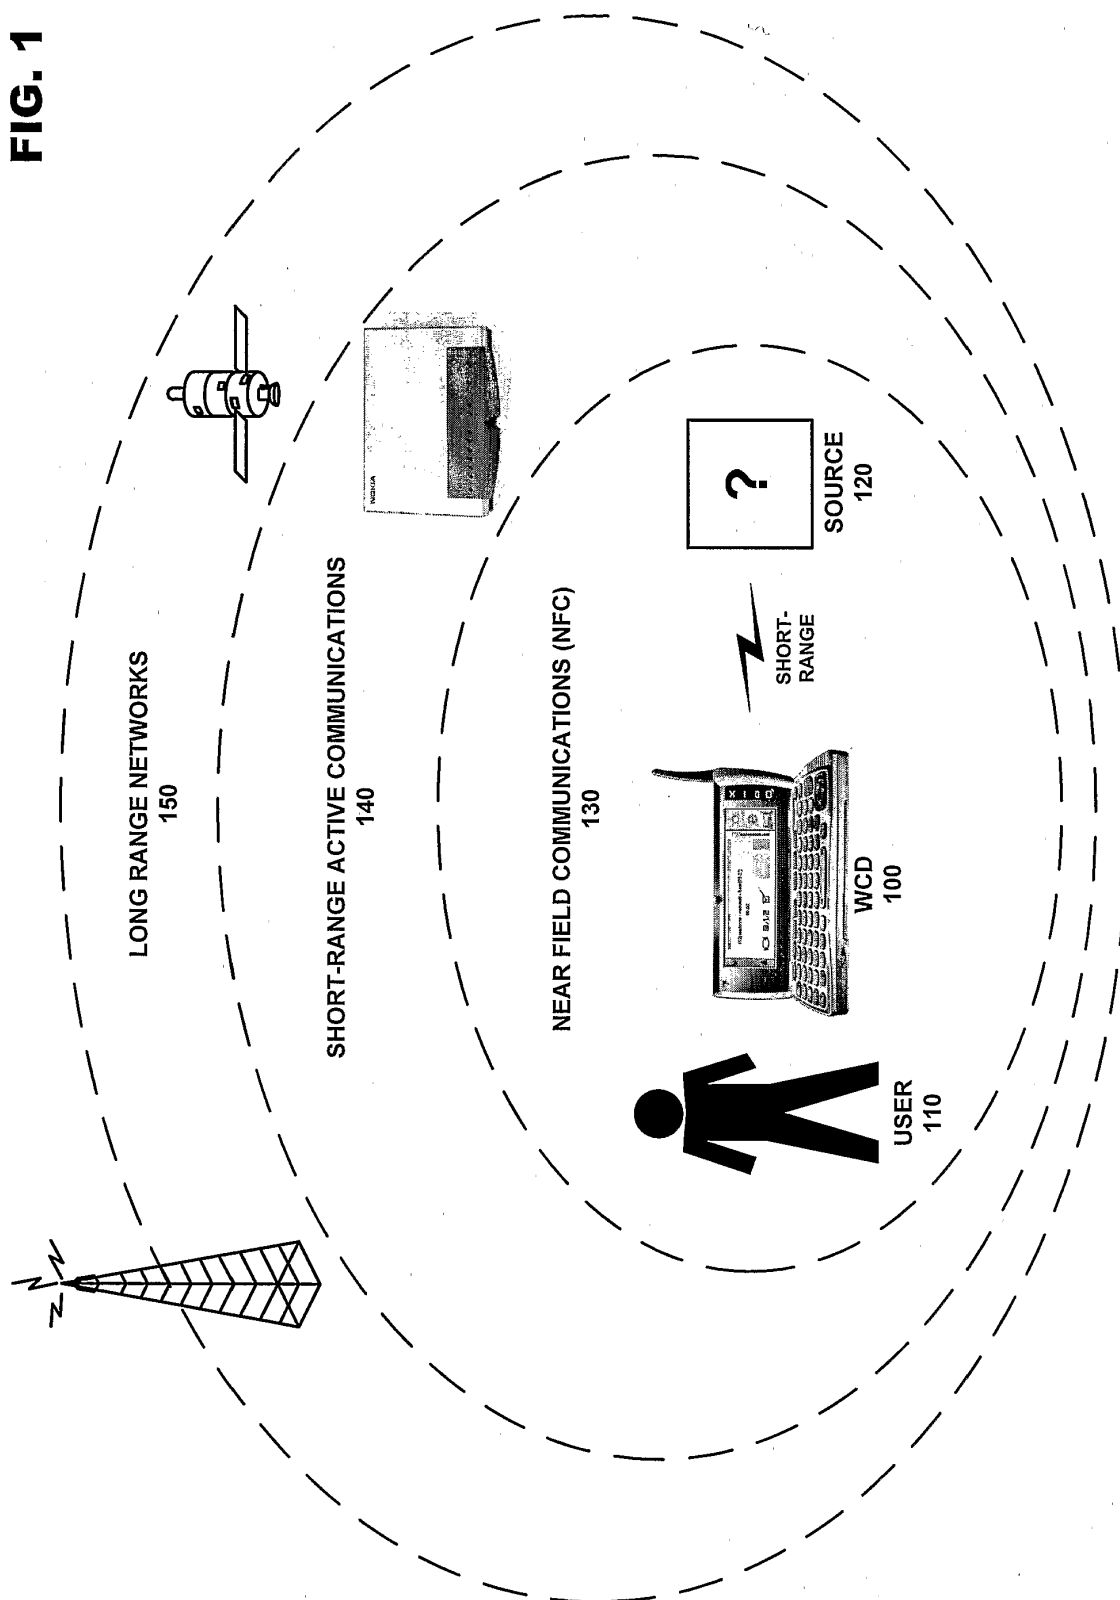 FIG. 1
LONG RANGE NETWORKS
150
SHORT-RANGE ACTIVE COMMUNICATIONS
140
NOKIA
NEAR FIELD COMMUNICATIONS (NFC)
130
?
SHORT-
RANGE
SOURCE
120
WCD
100
USER
110